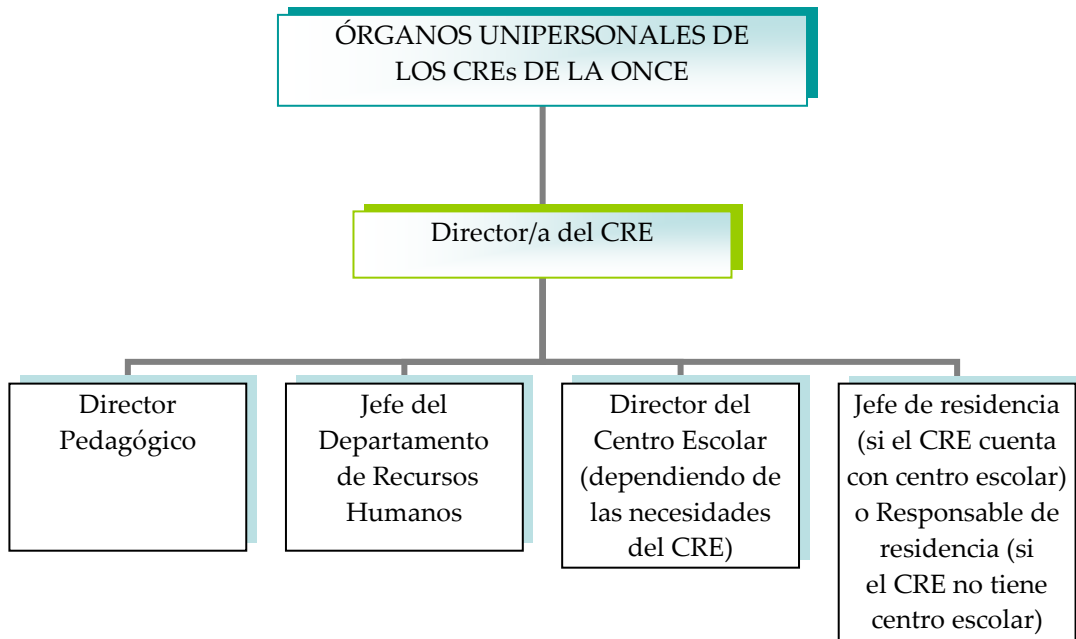 ÓRGANOS UNIPERSONALES DE
LOS CREs DE LA ONCE
Director/a del CRE
Director
Pedagógico
Jefe del
Departamento
de Recursos
Humanos
Director del
Centro Escolar
(dependiendo de
las necesidades
del CRE)
Jefe de residencia
(si el CRE cuenta
con centro escolar)
o Responsable de
residencia (si
el CRE no tiene
centro escolar)